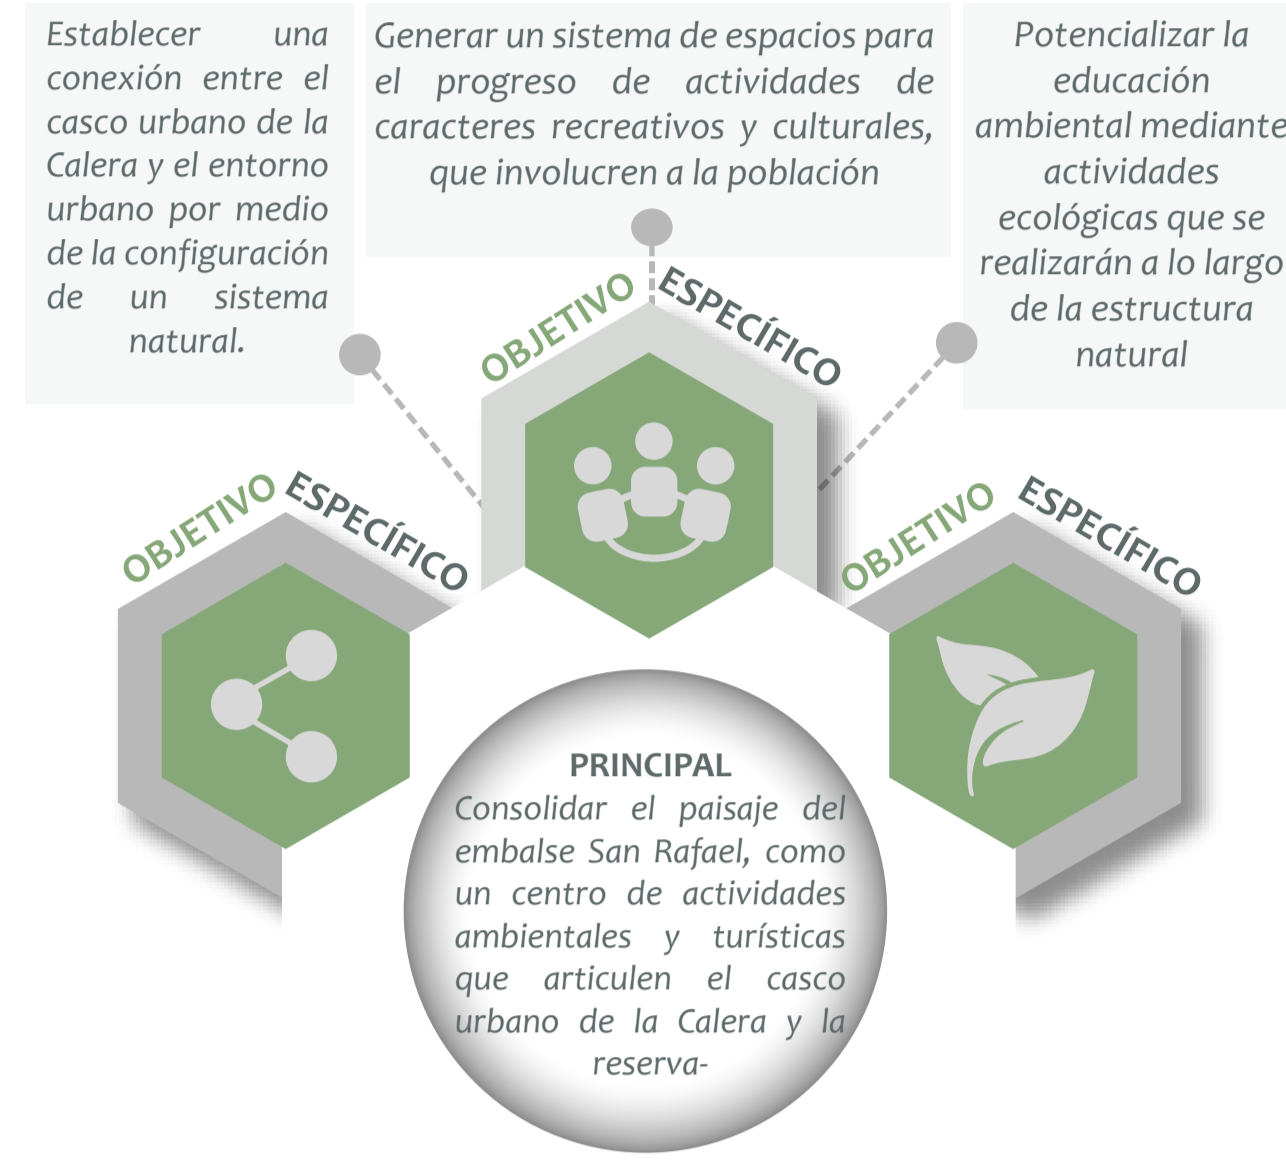 Establecer una
conexión entre el
casco urbano de la
Calera y el entorno
urbano por medio
de la configuración
de un sistema
natural.
Generar un sistema de espacios para
el progreso de actividades de
caracteres recreativos y culturales,
que involucren a la población
Potencializar la
educación
ambiental mediante
actividades
ecológicas que se
realizarán a lo largo
de la estructura
natural
OBJETIVO ESPECÍFICO
OBJETIVO ESPECÍFICO
OBJETIVO ESPECÍFICO
PRINCIPAL
Consolidar el paisaje del
embalse San Rafael, como
un centro de actividades
ambientales y turísticas
que articulen el casco
urbano de la Calera y la
reserva-